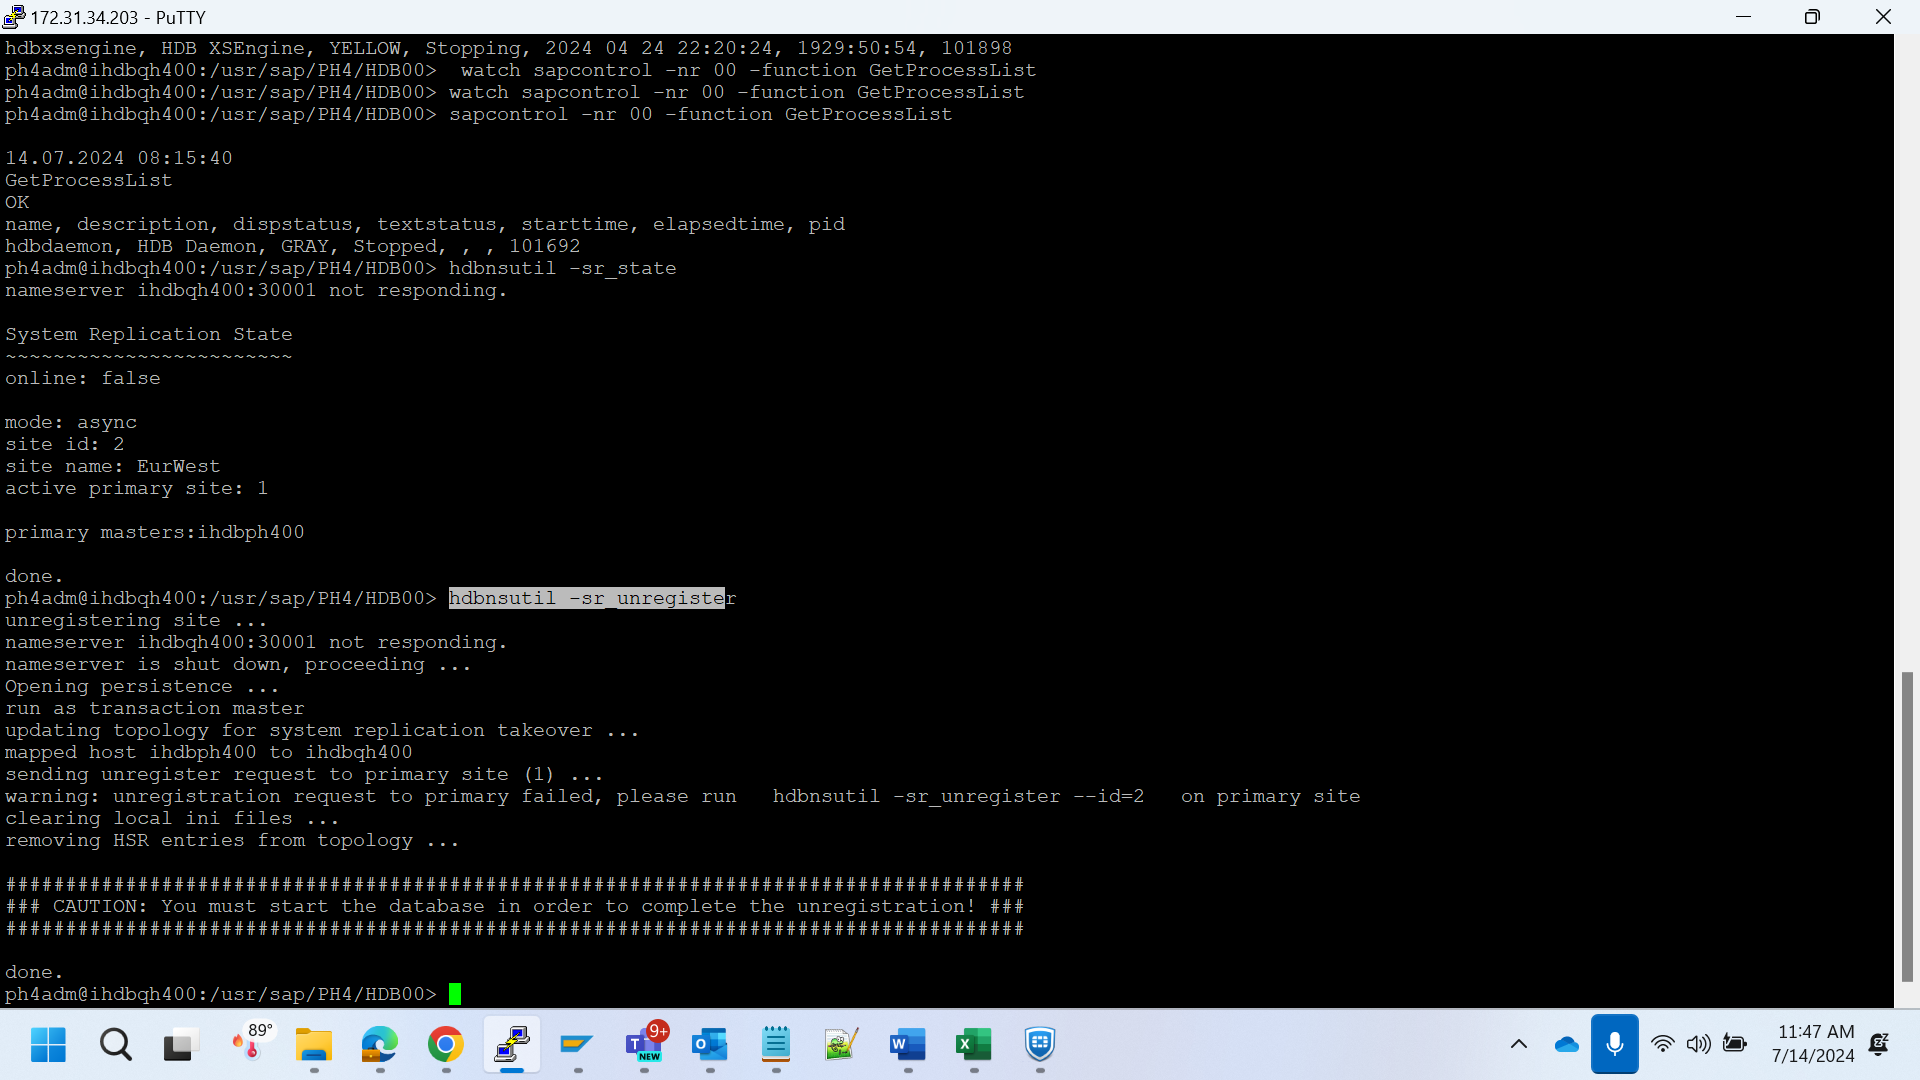 172.31.34.203 - PuTTY
hdbxsengine, HDB XSEngine, YELLOW, Stopping, 2024 04 24 22:20:24, 1929:50:54, 101898
ph4adm@ihdbqh400:/usr/sap/PH4/HDB00>  watch sapcontrol -nr 00 -function GetProcessList
ph4adm@ihdbqh400:/usr/sap/PH4/HDB00> watch sapcontrol -nr 00 -function GetProcessList
ph4adm@ihdbqh400:/usr/sap/PH4/HDB00> sapcontrol -nr 00 -function GetProcessList
14.07.2024 08:15:40
GetProcessList
OK
name, description, dispstatus, textstatus, starttime, elapsedtime, pid
hdbdaemon, HDB Daemon, GRAY, Stopped, , , 101692
ph4adm@ihdbqh400:/usr/sap/PH4/HDB00> hdbnsutil -sr_state
nameserver ihdbqh400:30001 not responding.
System Replication State
~~~~~~~~~~~~~~~~~~~~~~~~
online: false
mode: async
site id: 2
site name: EurWest
active primary site: 1
primary masters:ihdbph400
done.
ph4adm@ihdbqh400:/usr/sap/PH4/HDB00> hdbnsutil -sr_unregister
unregistering site ...
nameserver ihdbqh400:30001 not responding.
nameserver is shut down, proceeding ...
Opening persistence ...
run as transaction master
updating topology for system replication takeover ...
mapped host ihdbph400 to ihdbqh400
sending unregister request to primary site (1) ...
warning: unregistration request to primary failed, please run   hdbnsutil -sr_unregister --id=2   on primary site
clearing local ini files ...
removing HSR entries from topology ...
#####################################################################################
### CAUTION: You must start the database in order to complete the unregistration! ###
#####################################################################################
done.
ph4adm@ihdbqh400:/usr/sap/PH4/HDB00>
89°
9+
NEW
11:47 AM
7/14/2024